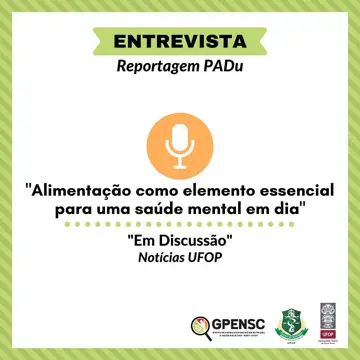 ENTREVISTA
Reportagem PADu
"Alimentação como elemento essencial
para uma saúde mental em dia"
"Em Discussão"
Notícias UFOP
GPENSC
UFOP